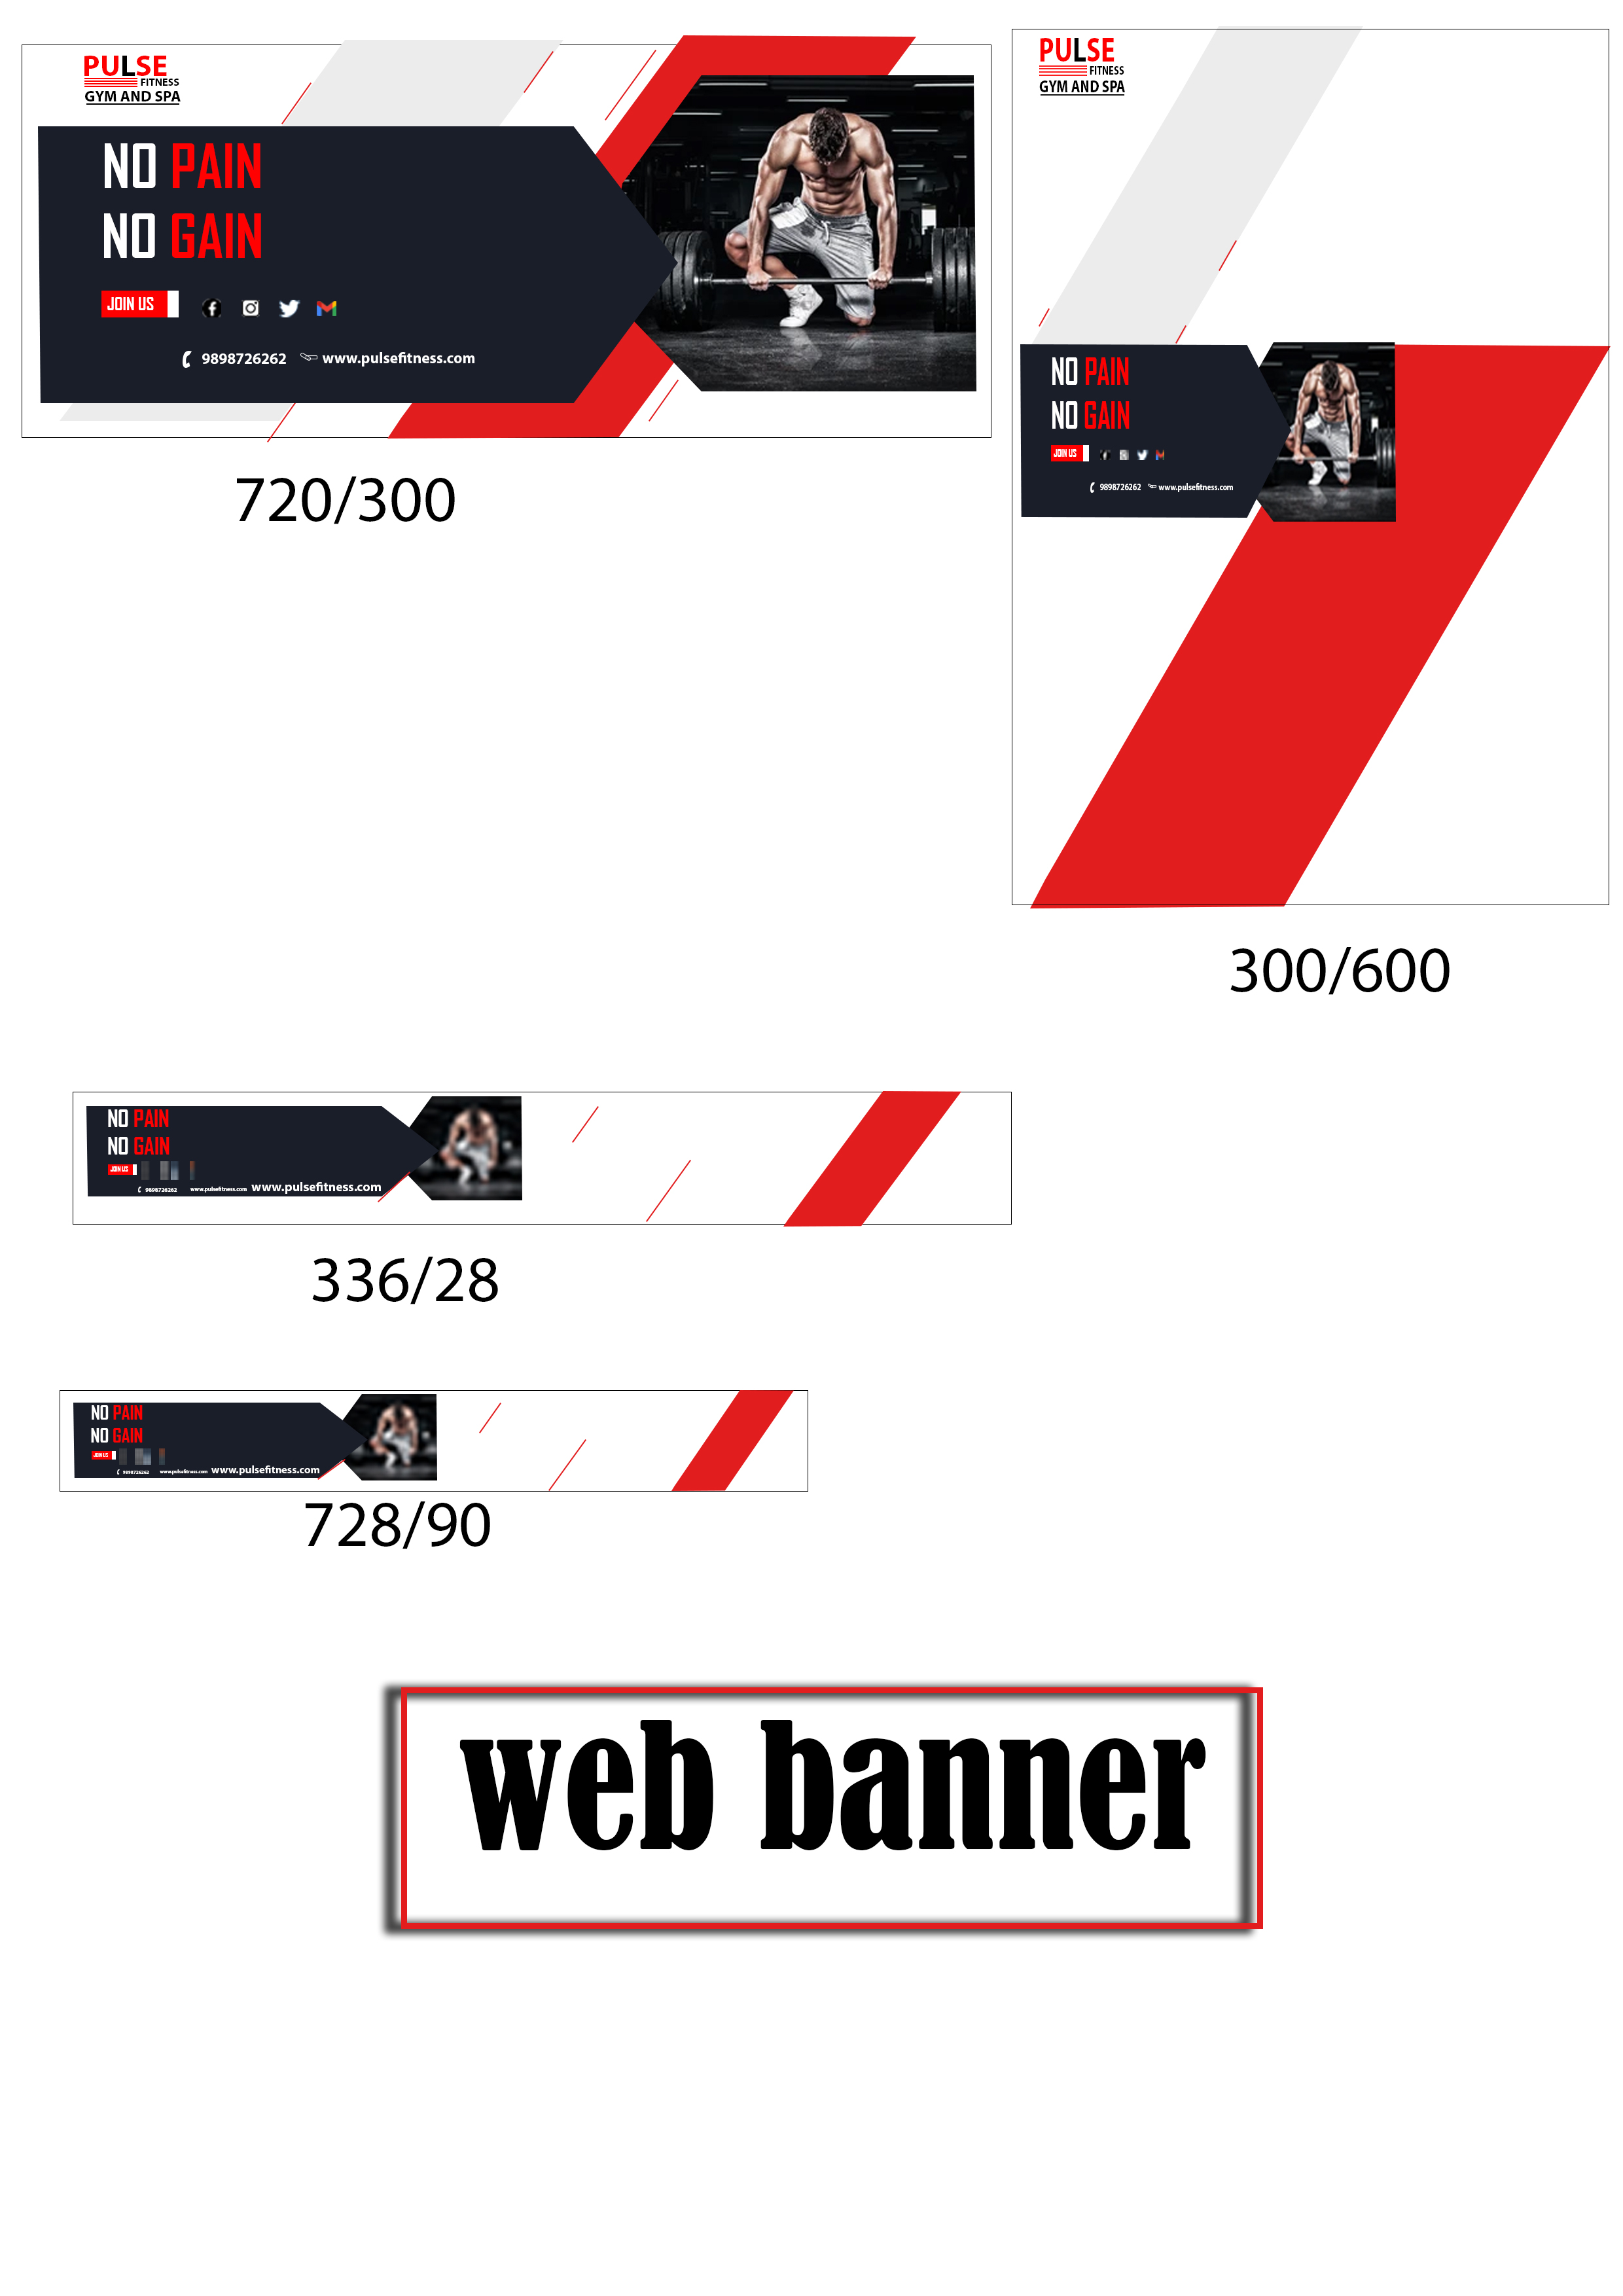 PULSE
FITNESS
GYM AND SPA
NO PAIN
NO GAIN
JOIN US
9898726262 www.pulsefitness.com
720/300
PULSE
FITNESS
GYM AND SPA
NO PAIN
NO GAIN
JOIN US
9898726262 www.pulsefitness.com
300/600
NO PAIN
NO GAIN
JOIN US
9898726262 www.pulsefitness.com www.pulsefitness.com
336/28
NO PAIN
NO GAIN
JOIN US
9898726262 www.pulsefitness.com www.pulsefitness.com
728/90
web banner